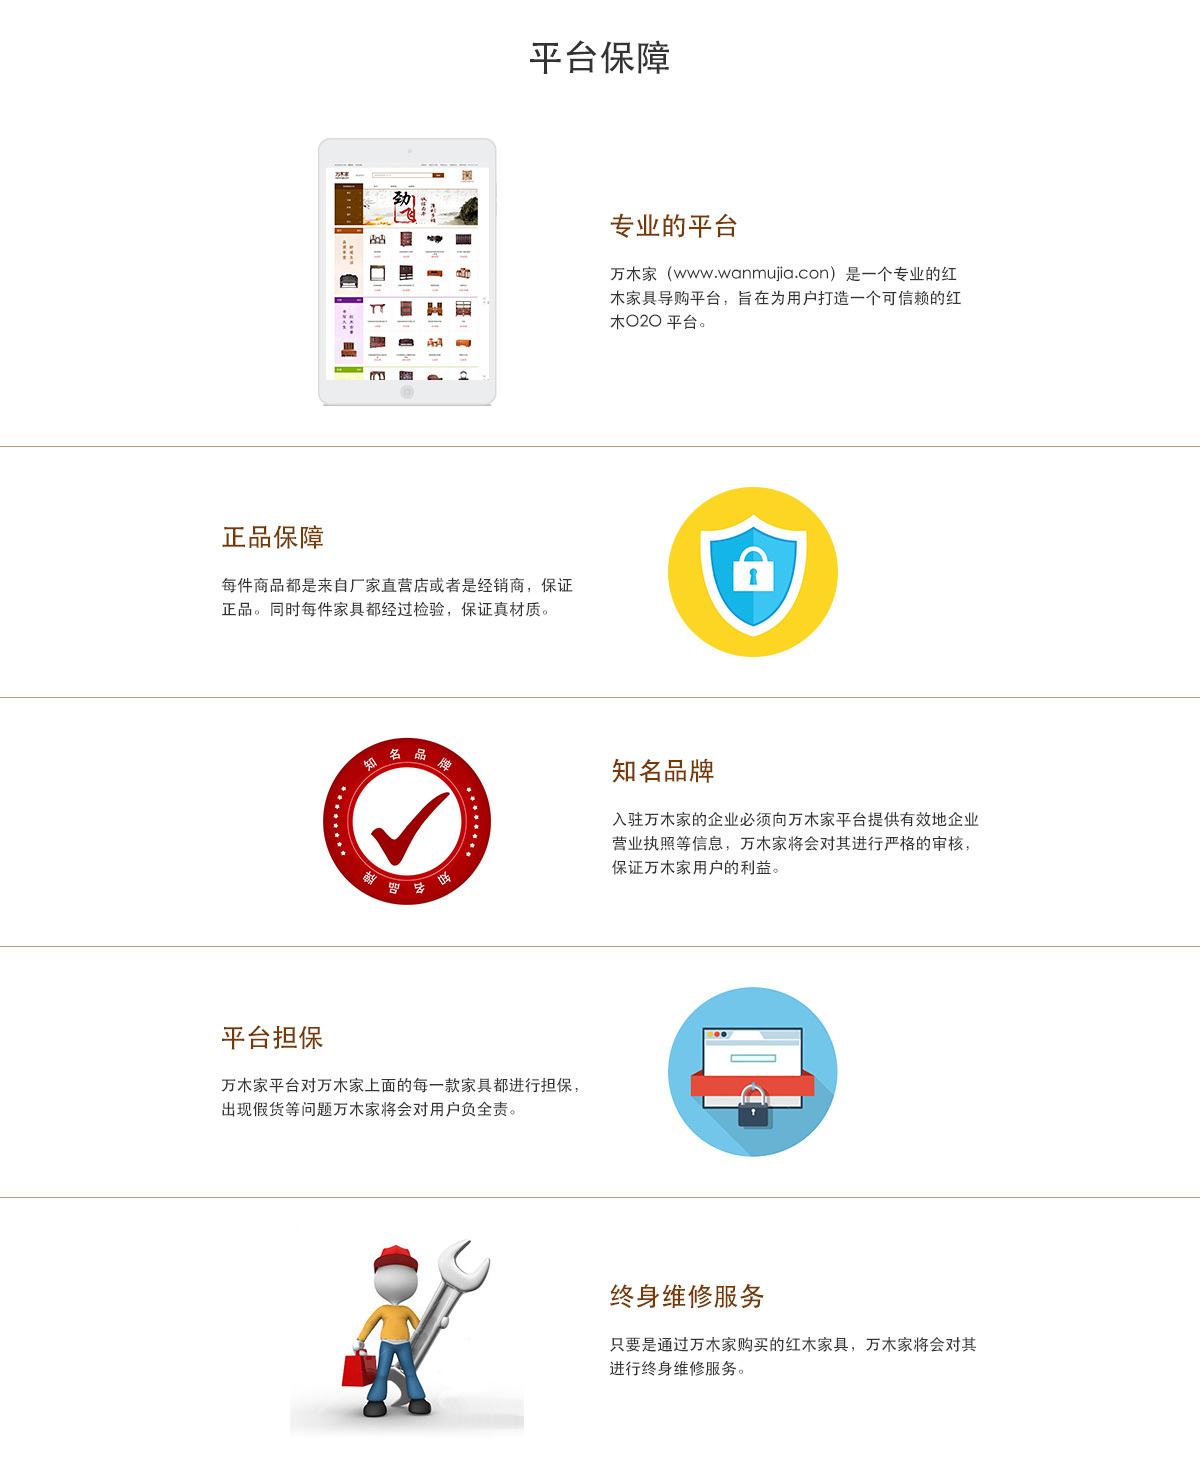 平台保障
万木家
劲飞
专业的平台
万木家（www.wanmujia.con）是一个专业的红
木家具导购平台，旨在为用户打造一个可信赖的红
木O2O 平台。
正品保障
每件商品都是来自厂家直营店或者是经销商，保证
正品。同时每件家具都经过检验，保证真材质。
知名品牌
知名品牌
知名品牌
入驻万木家的企业必须向万木家平台提供有效地企业
营业执照等信息，万木家将会对其进行严格的审核，
保证万木家用户的利益。
平台担保
万木家平台对万木家上面的每一款家具都进行担保，
出现假货等问题万木家将会对用户负全责。
终身维修服务
只要是通过万木家购买的红木家具，万木家将会对其
进行终身维修服务。